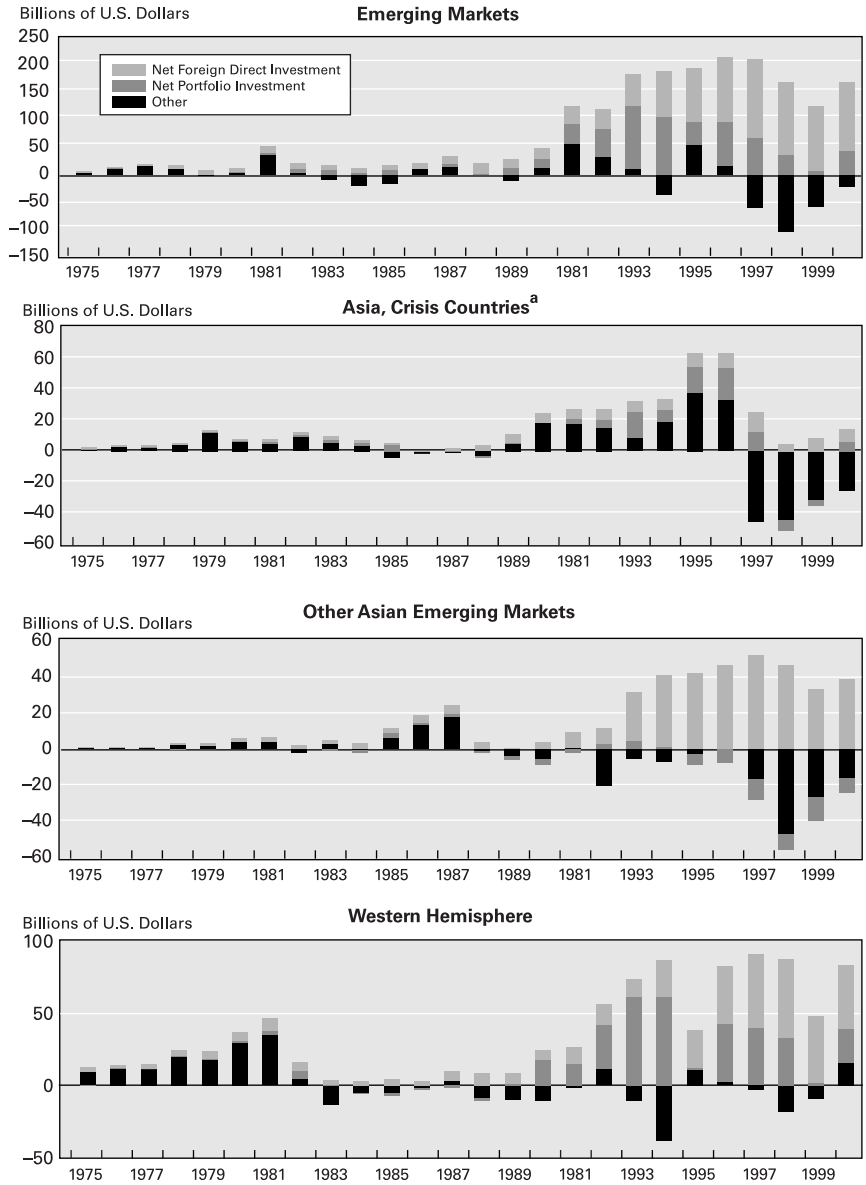 Billions of U.S. Dollars
Emerging Markets
250
200
150
100
50
0
–50
–100
–150
Net Foreign Direct Investment
Net Portfolio Investment
Other
1975 1977 1979 1981 1983 1985 1987 1989 1981 1993 1995 1997 1999
Billions of U.S. Dollars
Asia, Crisis Countriesa
80
60
40
20
0
–20
–40
–60
1975 1977 1979 1981 1983 1985 1987 1989 1991 1993 1995 1997 1999
Other Asian Emerging Markets
Billions of U.S. Dollars
60
40
20
0
–20
–40
–60
1975 1977 1979 1981 1983 1985 1987 1989 1991 1993 1995 1997 1999
Western Hemisphere
Billions of U.S. Dollars
100
50
0
–50
1975 1977 1979 1981 1983 1985 1987 1989 1991 1993 1995 1997 1999